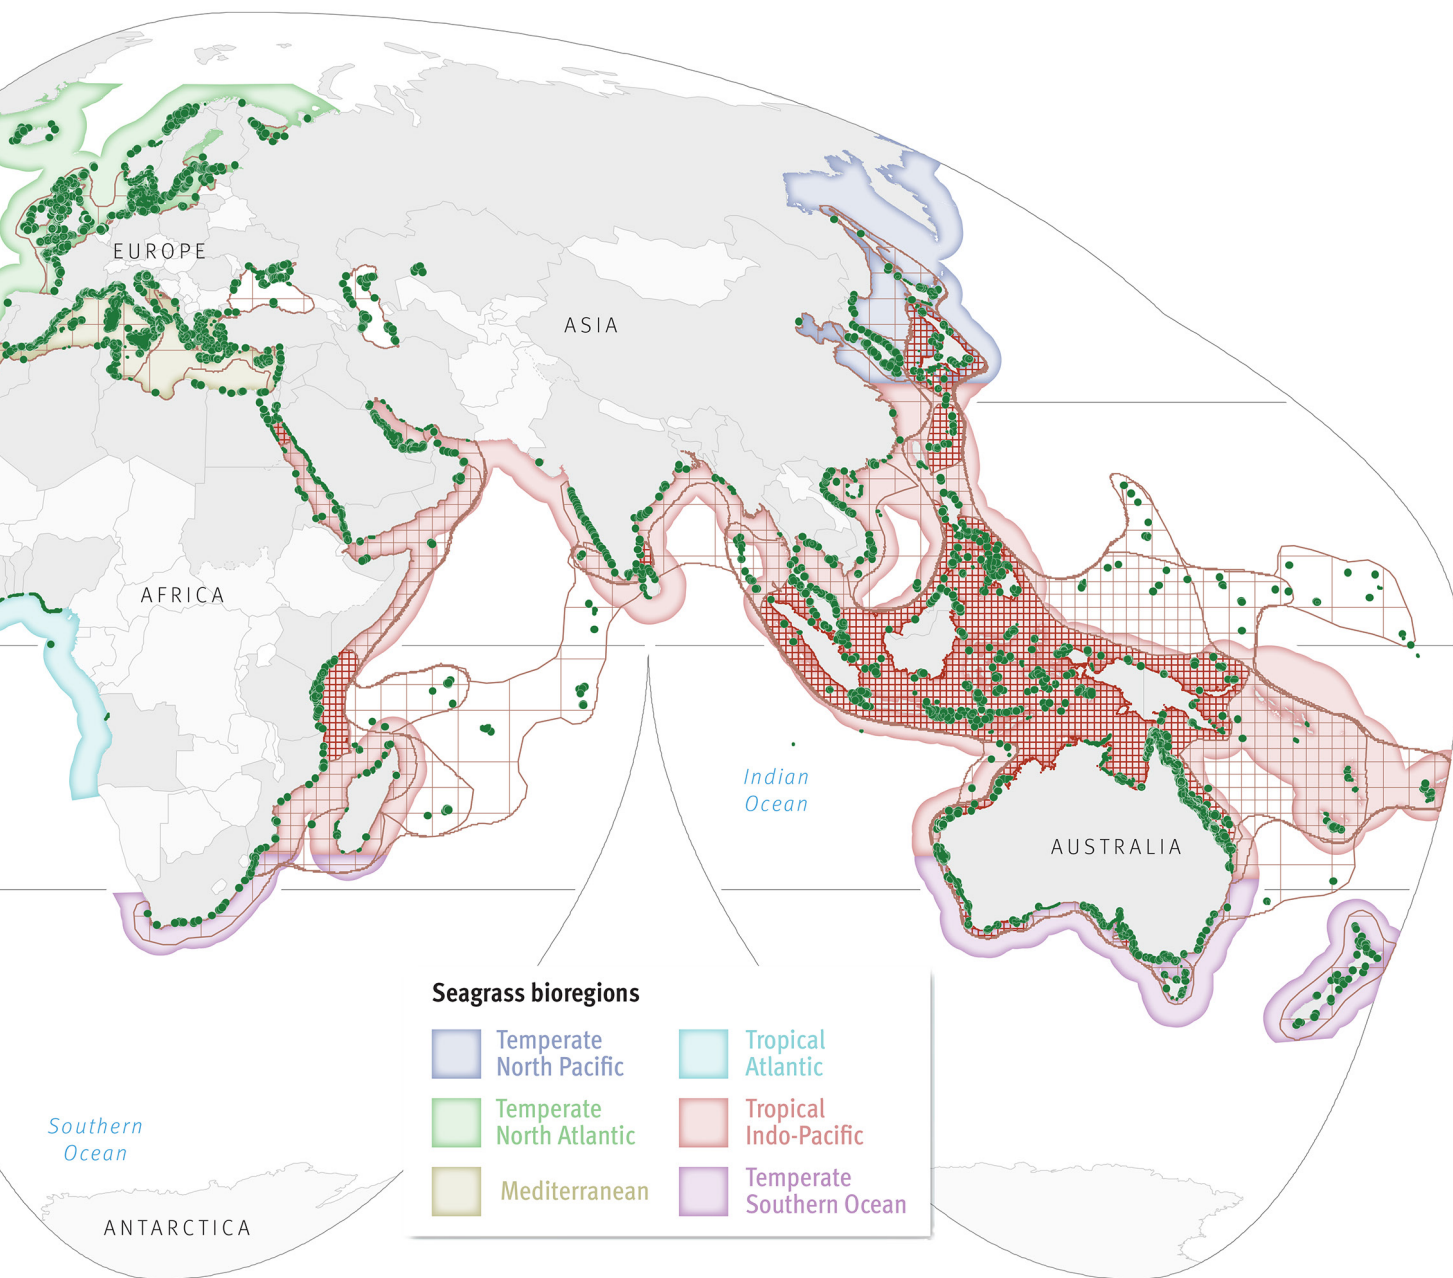 EUROPE
ASIA
AFRICA
Indian
Ocean
AUSTRALIA
Seagrass bioregions
Temperate
North Pacific
Tropical
Atlantic
Temperate
North Atlantic
Tropical
Indo-Pacific
Mediterranean
Temperate
Southern Ocean
Southern
Ocean
ANTARCTICA